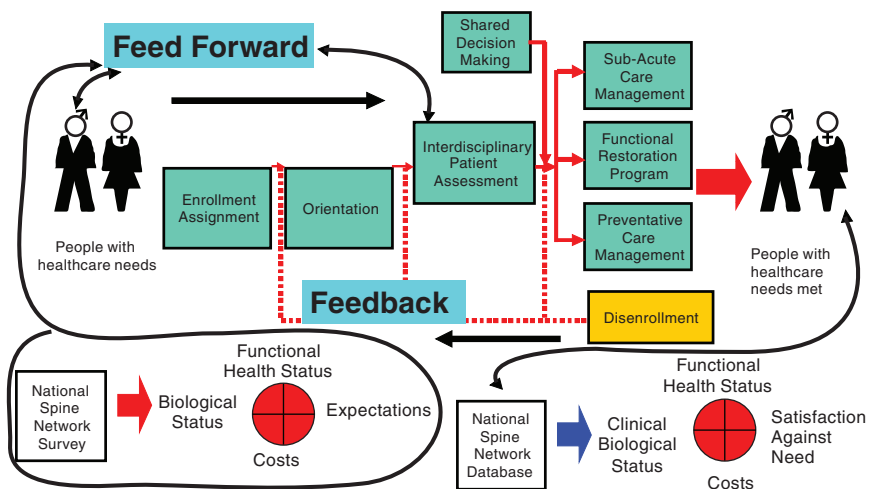 Feed Forward
Shared
Decision
Making
Sub-Acute
Care
Management
Interdisciplinary
Patient
Assessment
Functional
Restoration
Program
Enrollment
Assignment
Orientation
Preventative
Care
Management
People with
healthcare needs
People with
healthcare
needs met
Feedback
Disenrollment
National
Spine
Network
Survey
Biological
Status
Functional
Health Status
Expectations
Costs
National
Spine
Network
Database
Clinical
Biological
Status
Functional
Health Status
Satisfaction
Against
Need
Costs